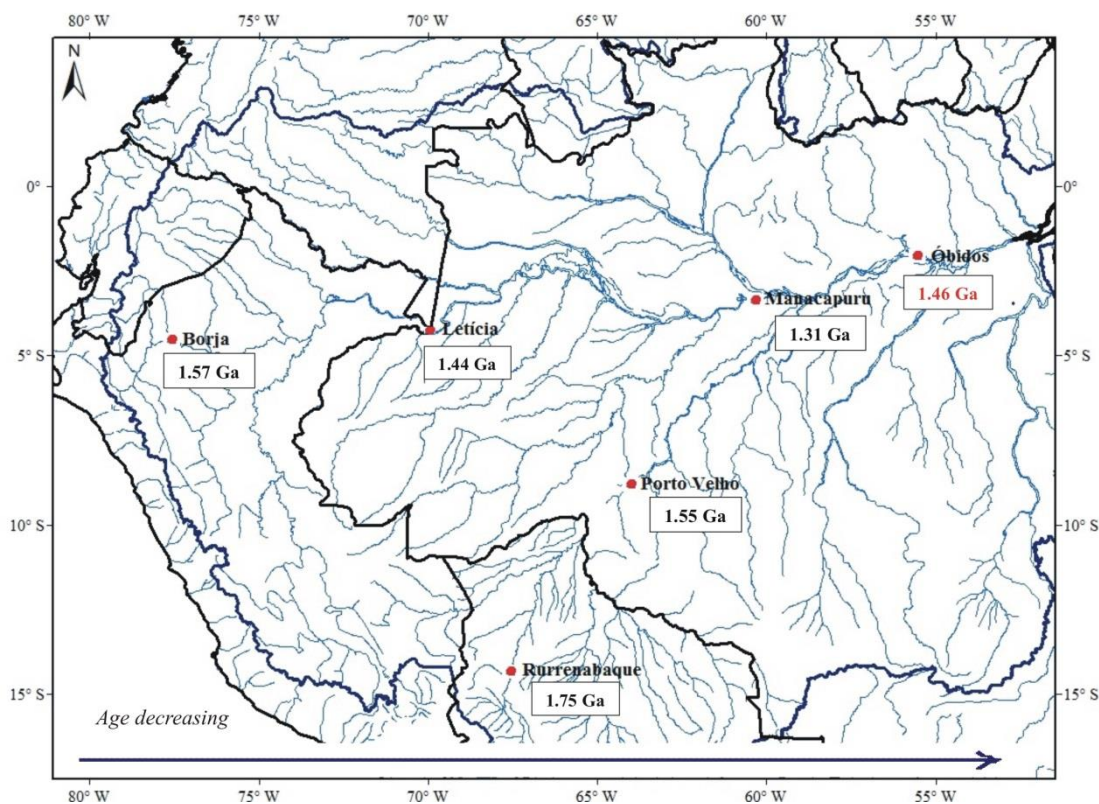 80° W 75° W 70° W 65° W 60° W 55° W
N
0° 0°
Óbidos
1.46 Ga
Manacapuru
1.31 Ga
Letícia
1.44 Ga
Borja
1.57 Ga
5° S 5° S
Porto Velho
1.55 Ga
10° S 10° S
Rurrenabaque
1.75 Ga
15° S 15° S
Age decreasing
80° W 75° W 70° W 65° W 60° W 55° W